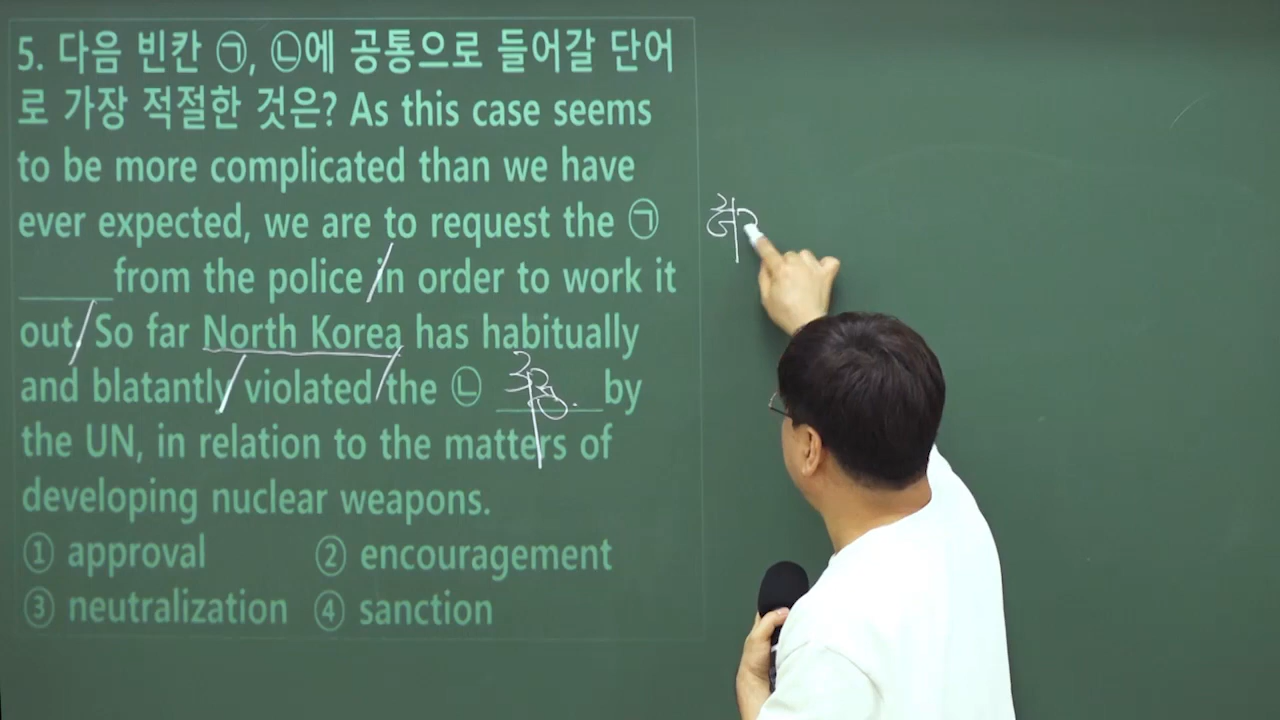 5. 다음 빈칸 ㉠, ㉡에 공통으로 들어갈 단어
로 가장 적절한 것은? As this case seems
to be more complicated than we have
ever expected, we are to request the ㉠
______ from the police in order to work it
out. So far North Korea has habitually
and blatantly violated the ㉡ ______ by
the UN, in relation to the matters of
developing nuclear weapons.
① approval ② encouragement
③ neutralization ④ sanction